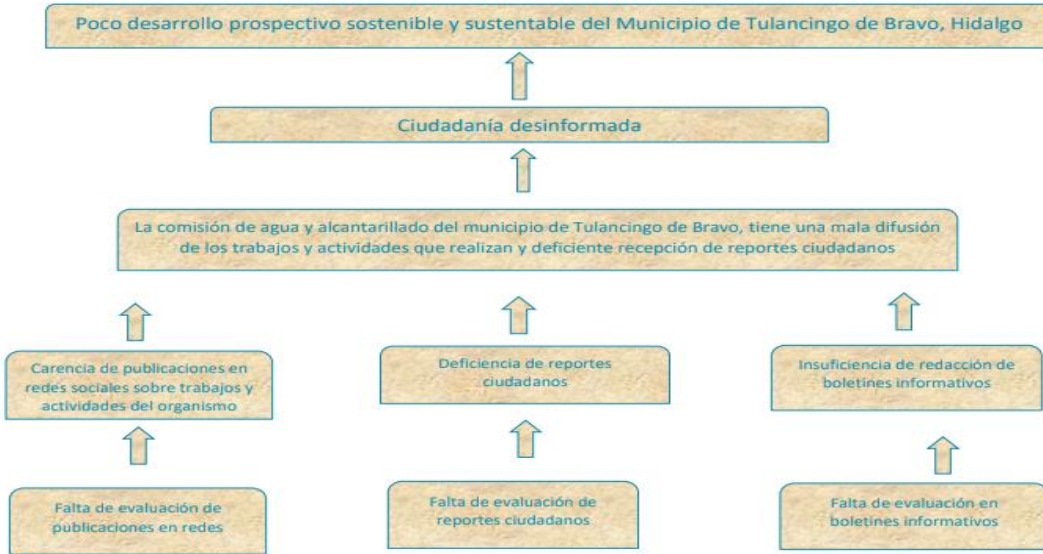 Poco desarrollo prospectivo sostenible y sustentable del Municipio de Tulancingo de Bravo, Hidalgo
Ciudadanía desinformada
La comisión de agua y alcantarillado del municipio de Tulancingo de Bravo, tiene una mala difusión
de los trabajos y actividades que realizan y deficiente recepción de reportes ciudadanos
Carencia de publicaciones en
redes sociales sobre trabajos y
actividades del organismo
Deficiencia de reportes
ciudadanos
Insuficiencia de redacción de
boletines informativos
Falta de evaluación de
publicaciones en redes
Falta de evaluación de
reportes ciudadanos
Falta de evaluación en
boletines informativos